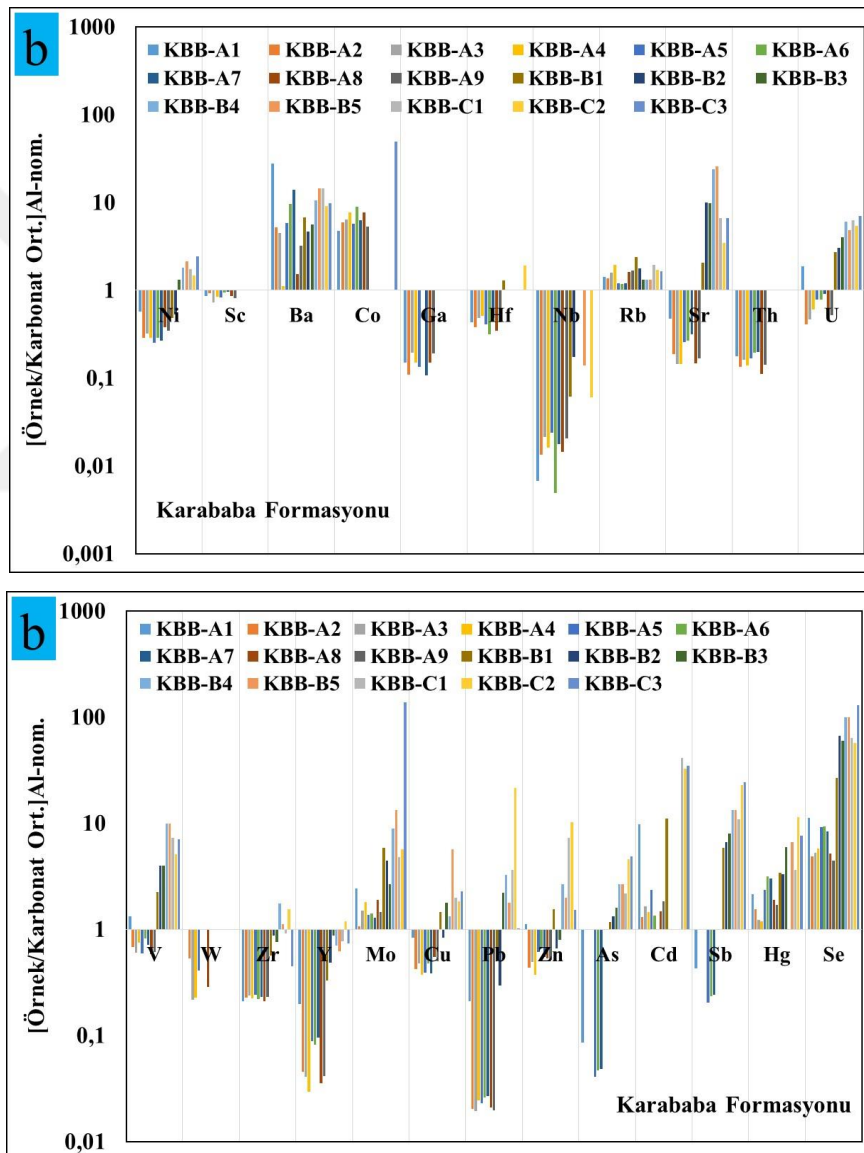 b
1000
100
10
1
0,1
0,01
0,001
[Örnek/Karbonat Ort.]Al-nom.
KBB-A1 KBB-A2 KBB-A3 KBB-A4 KBB-A5 KBB-A6
KBB-A7 KBB-A8 KBB-A9 KBB-B1 KBB-B2 KBB-B3
KBB-B4 KBB-B5 KBB-C1 KBB-C2 KBB-C3
Ni Sc Ba Co Ga Hf Nb Rb Sr Th U
Karababa Formasyonu
b
1000
100
10
1
0,1
0,01
[Örnek/Karbonat Ort.]Al-nom.
KBB-A1 KBB-A2 KBB-A3 KBB-A4 KBB-A5 KBB-A6
KBB-A7 KBB-A8 KBB-A9 KBB-B1 KBB-B2 KBB-B3
KBB-B4 KBB-B5 KBB-C1 KBB-C2 KBB-C3
V W Zr Y Mo Cu Pb Zn As Cd Sb Hg Se
Karababa Formasyonu